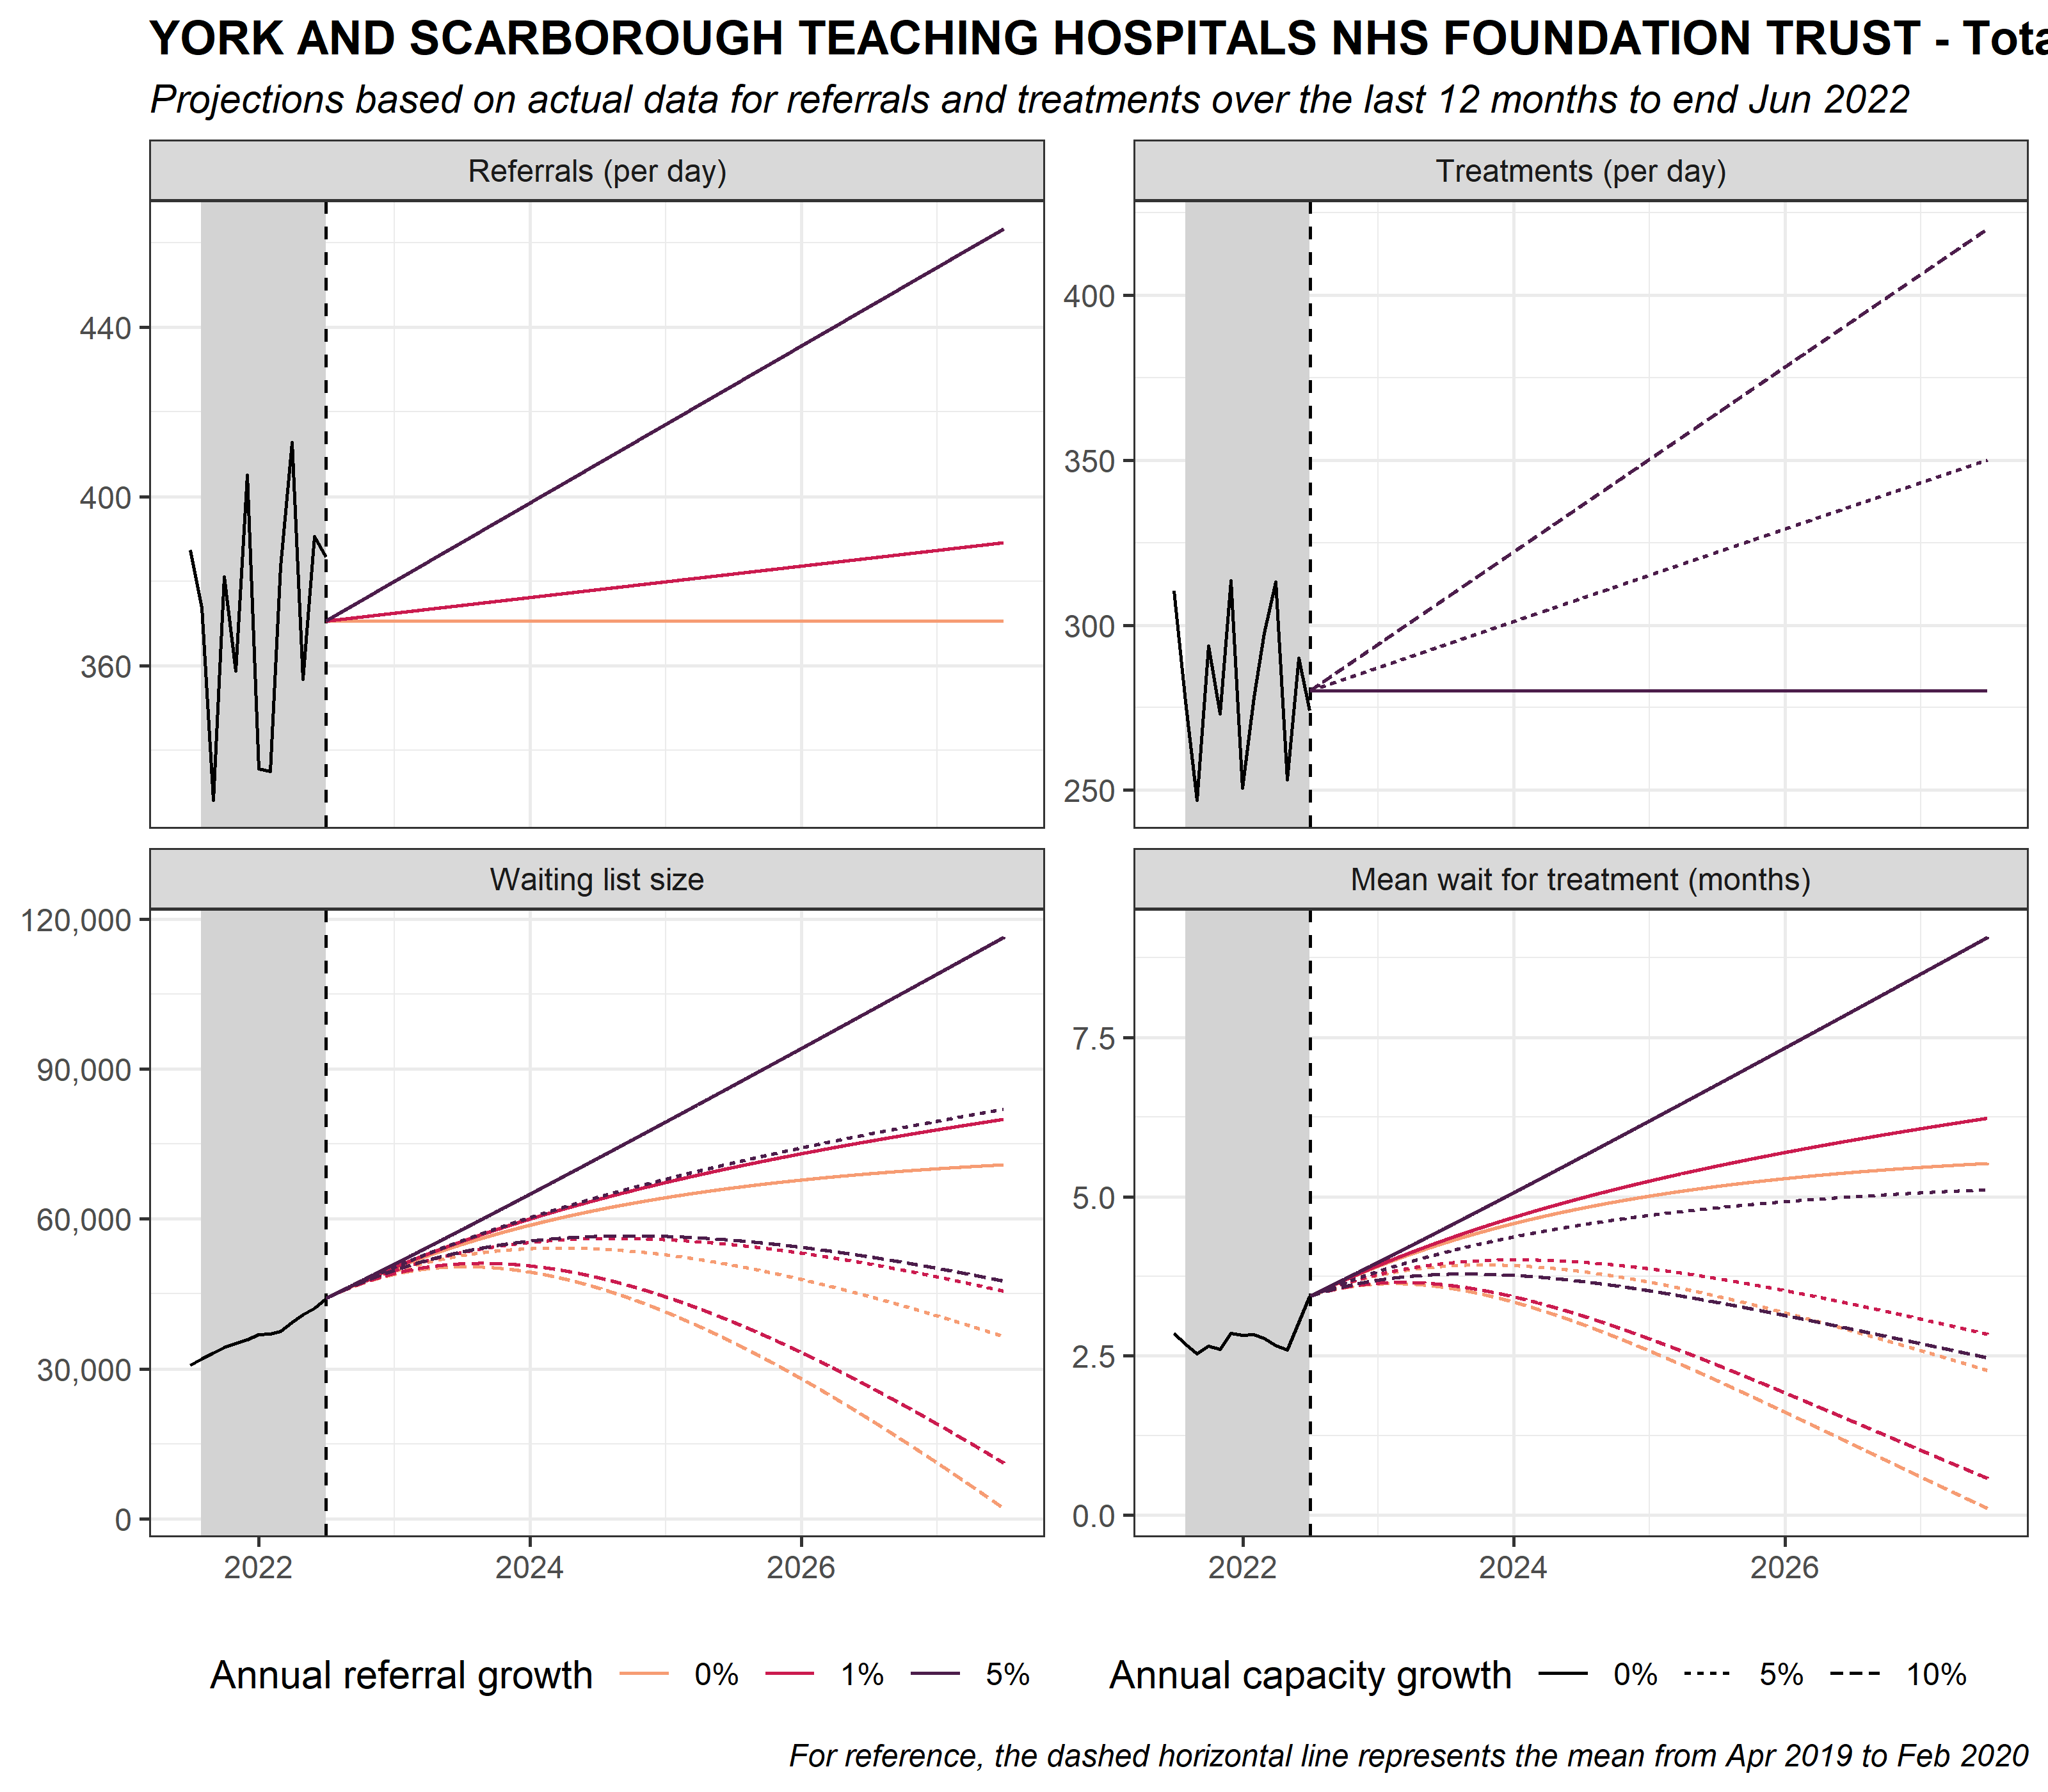 YORK AND SCARBOROUGH TEACHING HOSPITALS NHS FOUNDATION TRUST - Tota
Projections based on actual data for referrals and treatments over the last 12 months to end Jun 2022
Referrals (per day)
Treatments (per day)
440
400
360
400
350
300
250
Waiting list size
Mean wait for treatment (months)
120,000
90,000
60,000
30,000
0
7.5
5.0
2.5
0.0
2022 2024 2026
2022 2024 2026
Annual referral growth 0% 1% 5%
Annual capacity growth 0% 5% 10%
For reference, the dashed horizontal line represents the mean from Apr 2019 to Feb 2020